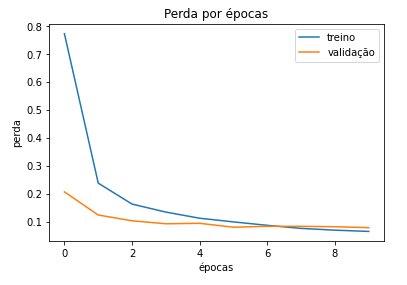 Perda por épocas
treino
validação
perda
0.8
0.7
0.6
0.5
0.4
0.3
0.2
0.1
0 2 4 6 8
épocas